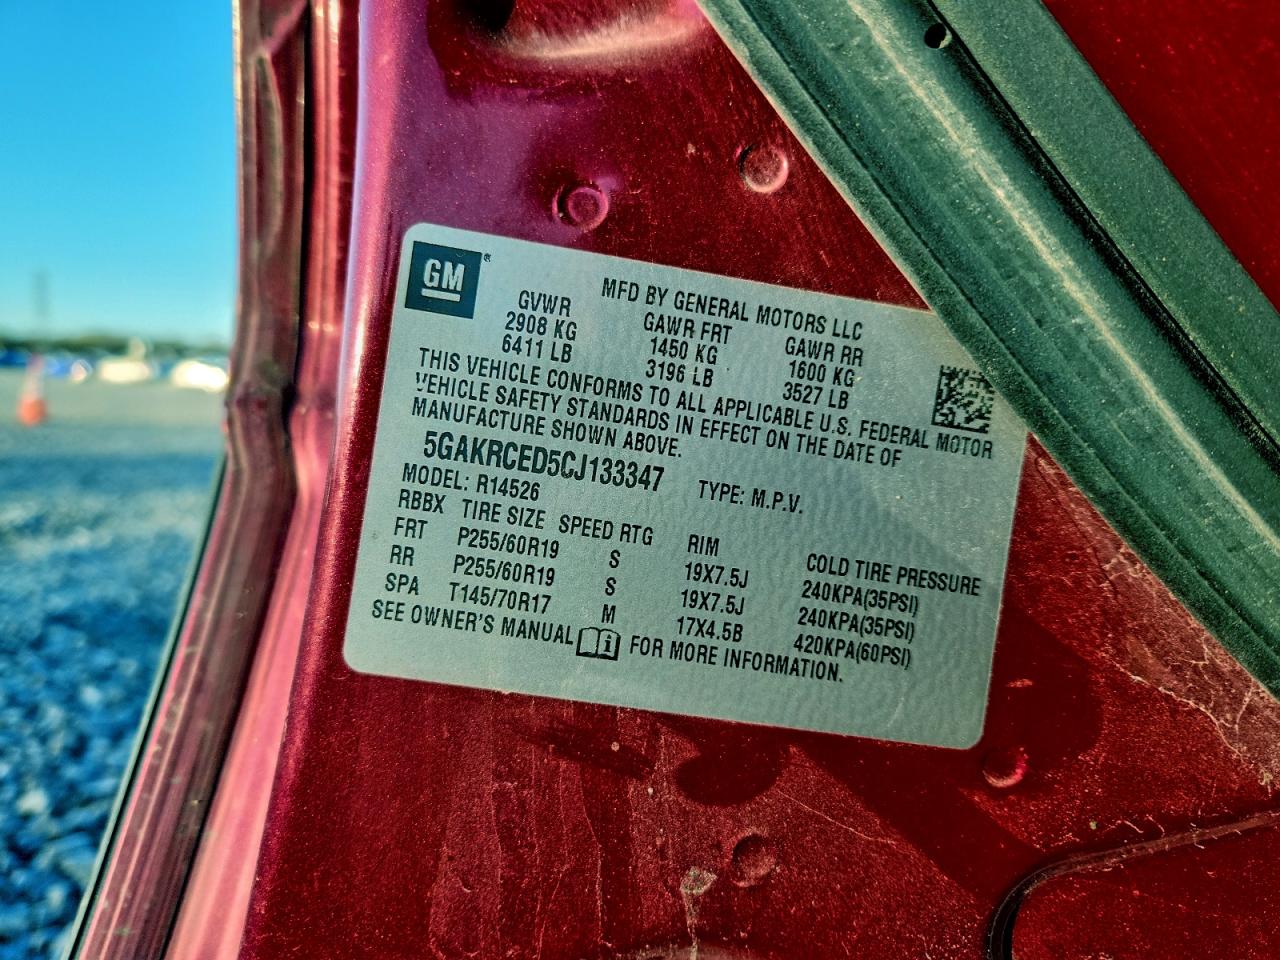 GM®
MFD BY GENERAL MOTORS LLC
GVWR GAWR FRT GAWR RR
2908 KG 1450 KG 1600 KG
6411 LB 3196 LB 3527 LB
THIS VEHICLE CONFORMS TO ALL APPLICABLE U.S. FEDERAL MOTOR
VEHICLE SAFETY STANDARDS IN EFFECT ON THE DATE OF
MANUFACTURE SHOWN ABOVE.
5GAKRCED5CJ133347 TYPE: M.P.V.
MODEL: R14526
RBBX TIRE SIZE SPEED RTG RIM COLD TIRE PRESSURE
FRT P255/60R19 S 19X7.5J 240KPA(35PSI)
RR P255/60R19 S 19X7.5J 240KPA(35PSI)
SPA T145/70R17 M 17X4.5B 420KPA(60PSI)
SEE OWNER'S MANUAL FOR MORE INFORMATION.